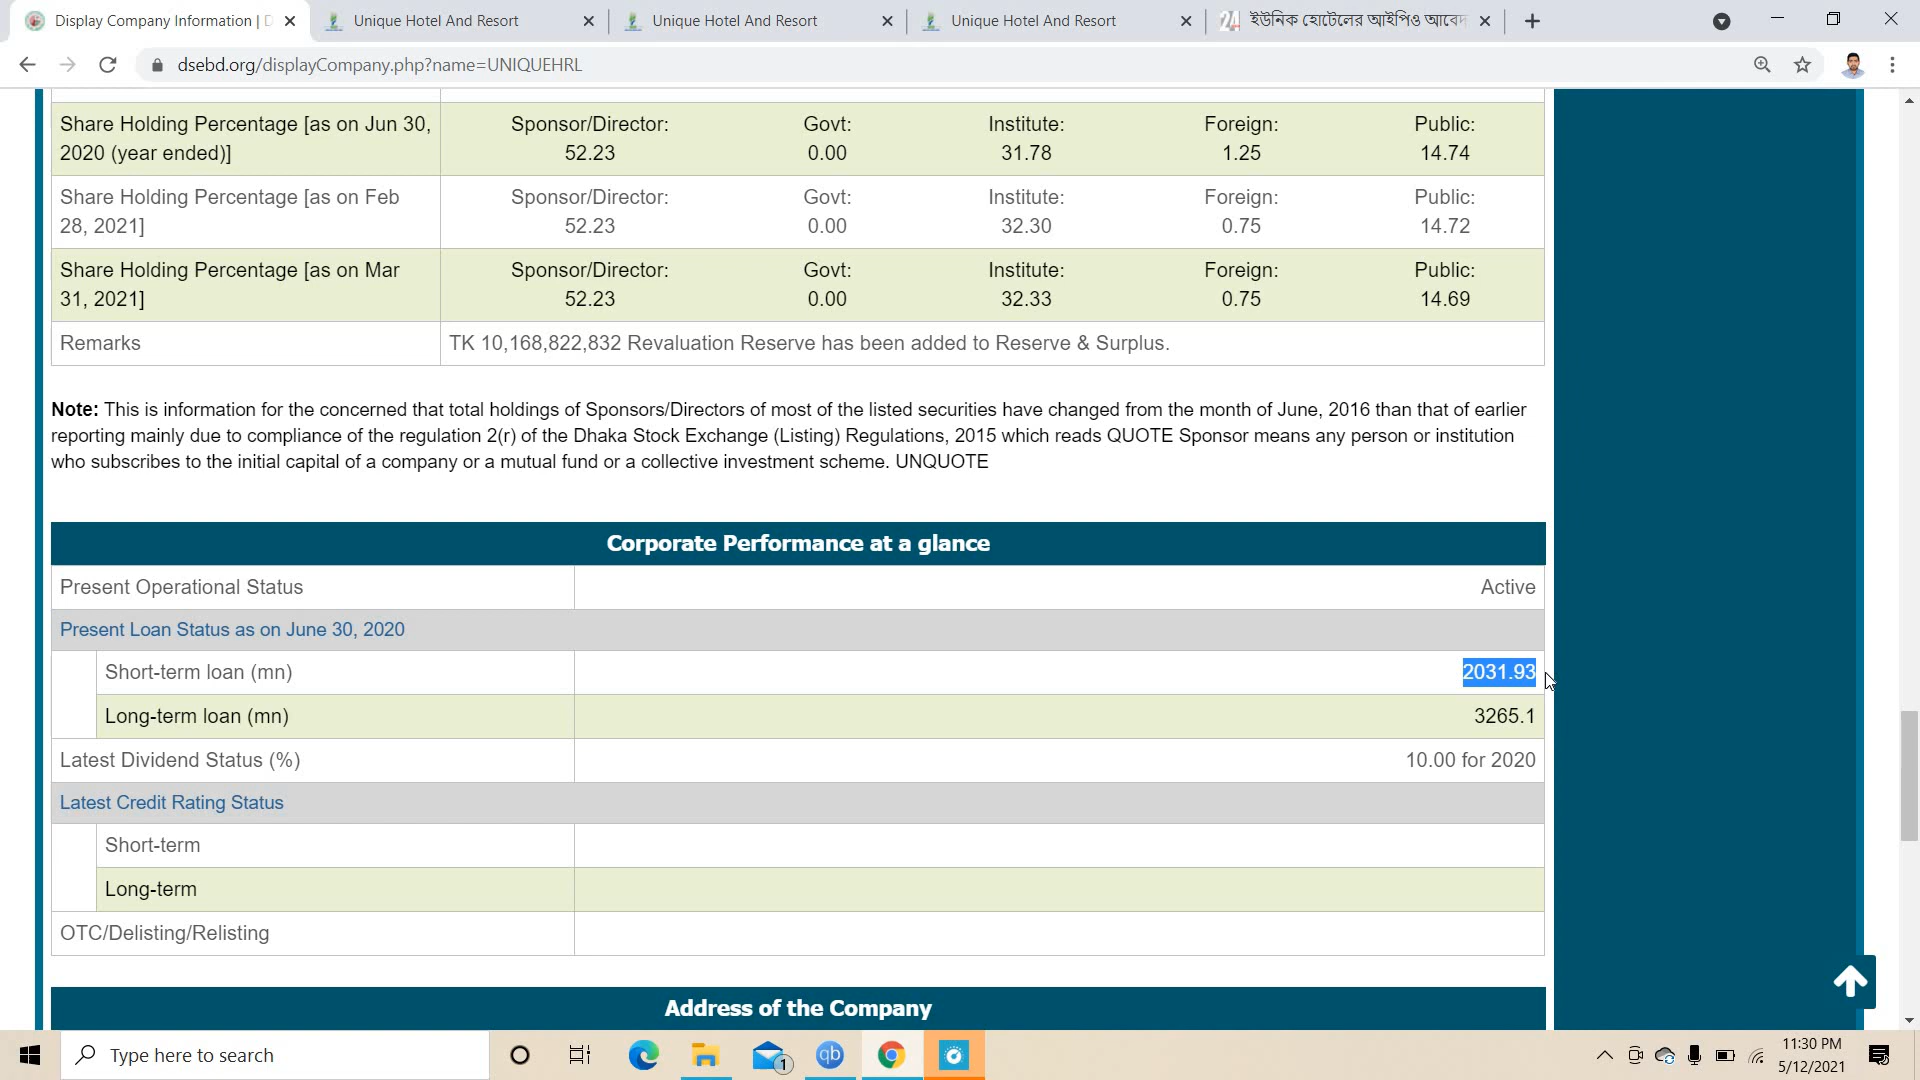 Display Company Information | D
Unique Hotel And Resort
Unique Hotel And Resort
Unique Hotel And Resort
ইউনিক হোটেলের আইপিও আবেদ
dsebd.org/displayCompany.php?name=UNIQUEHRL
Share Holding Percentage [as on Jun 30, 2020 (year ended)]
Sponsor/Director: 52.23
Govt: 0.00
Institute: 31.78
Foreign: 1.25
Public: 14.74
Share Holding Percentage [as on Feb 28, 2021]
Sponsor/Director: 52.23
Govt: 0.00
Institute: 32.30
Foreign: 0.75
Public: 14.72
Share Holding Percentage [as on Mar 31, 2021]
Sponsor/Director: 52.23
Govt: 0.00
Institute: 32.33
Foreign: 0.75
Public: 14.69
Remarks
TK 10,168,822,832 Revaluation Reserve has been added to Reserve & Surplus.
Note: This is information for the concerned that total holdings of Sponsors/Directors of most of the listed securities have changed from the month of June, 2016 than that of earlier
reporting mainly due to compliance of the regulation 2(r) of the Dhaka Stock Exchange (Listing) Regulations, 2015 which reads QUOTE Sponsor means any person or institution
who subscribes to the initial capital of a company or a mutual fund or a collective investment scheme. UNQUOTE
Corporate Performance at a glance
Present Operational Status
Active
Present Loan Status as on June 30, 2020
Short-term loan (mn)
2031.93
Long-term loan (mn)
3265.1
Latest Dividend Status (%)
10.00 for 2020
Latest Credit Rating Status
Short-term
Long-term
OTC/Delisting/Relisting
Address of the Company
Type here to search
1
qb
11:30 PM
5/12/2021